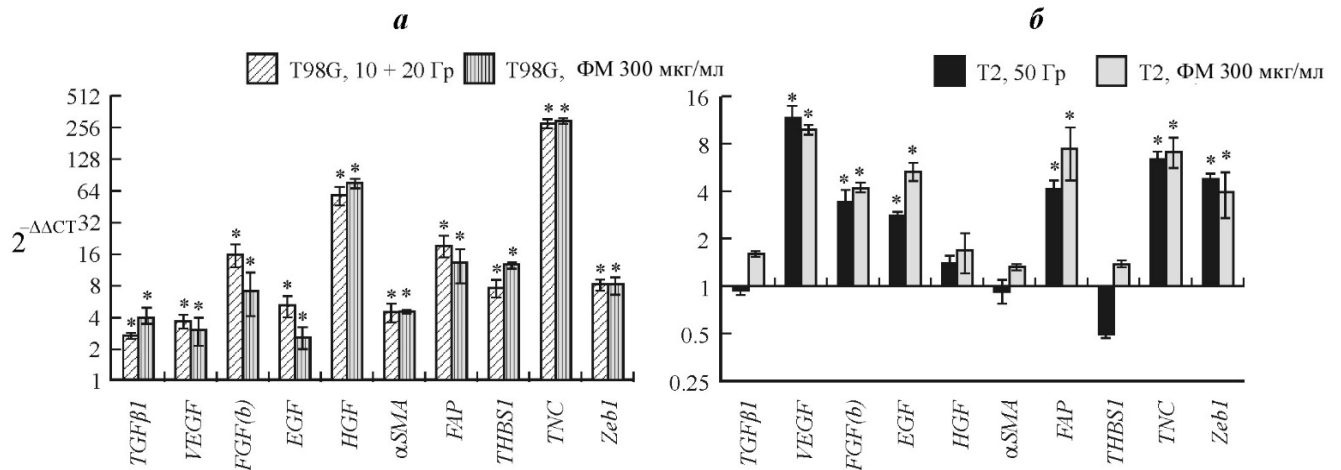 а
б
T98G, 10 + 20 Гр
T98G, ФМ 300 мкг/мл
T2, 50 Гр
T2, ФМ 300 мкг/мл
2^–ΔΔCT
512
256
128
64
32
16
8
4
2
1
* * * * * * * * * * * * * * * * * * * *
TGFβ1
VEGF
FGF(b)
EGF
HGF
αSMA
FAP
THBS1
TNC
Zeb1
16
8
4
2
1
0.5
0.25
* * * * * * * * * * * *
TGFβ1
VEGF
FGF(b)
EGF
HGF
αSMA
FAP
THBS1
TNC
Zeb1